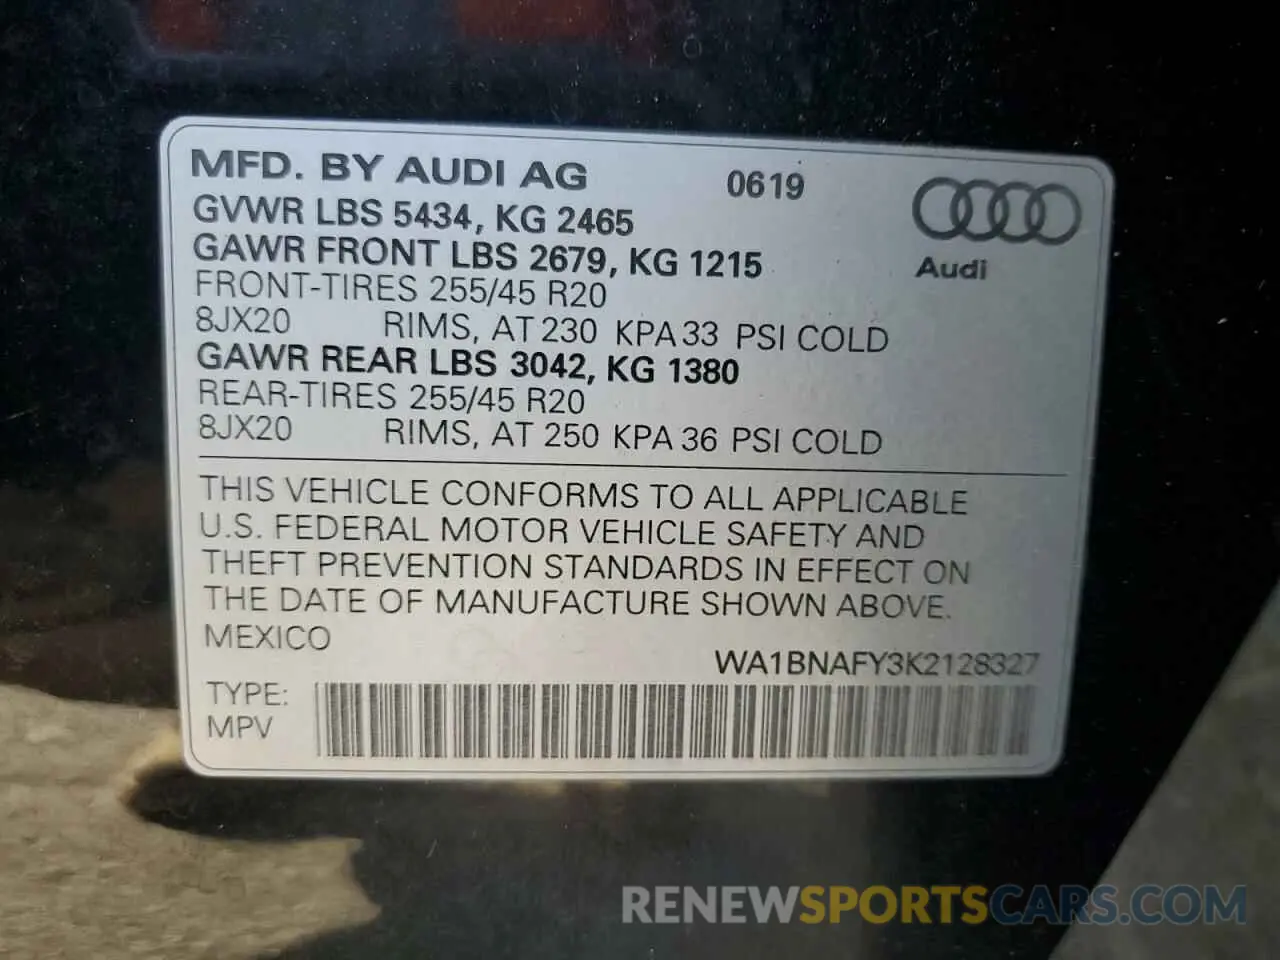 MFD. BY AUDI AG 0619
GVWR LBS 5434, KG 2465
GAWR FRONT LBS 2679, KG 1215
Audi
FRONT-TIRES 255/45 R20
8JX20 RIMS, AT 230 KPA 33 PSI COLD
GAWR REAR LBS 3042, KG 1380
REAR-TIRES 255/45 R20
8JX20 RIMS, AT 250 KPA 36 PSI COLD
THIS VEHICLE CONFORMS TO ALL APPLICABLE
U.S. FEDERAL MOTOR VEHICLE SAFETY AND
THEFT PREVENTION STANDARDS IN EFFECT ON
THE DATE OF MANUFACTURE SHOWN ABOVE.
MEXICO
WA1BNAFY3K2128327
TYPE:
MPV
RENEWSPORTSCARS.COM